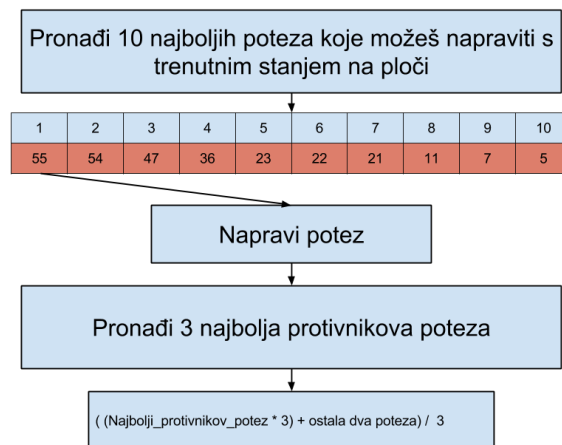 Pronađi 10 najboljih poteza koje možeš napraviti s
trenutnim stanjem na ploči
1 2 3 4 5 6 7 8 9 10
55 54 47 36 23 22 21 11 7 5
Napravi potez
Pronađi 3 najbolja protivnikova poteza
( (Najbolji_protivnikov_potez * 3) + ostala dva poteza) / 3